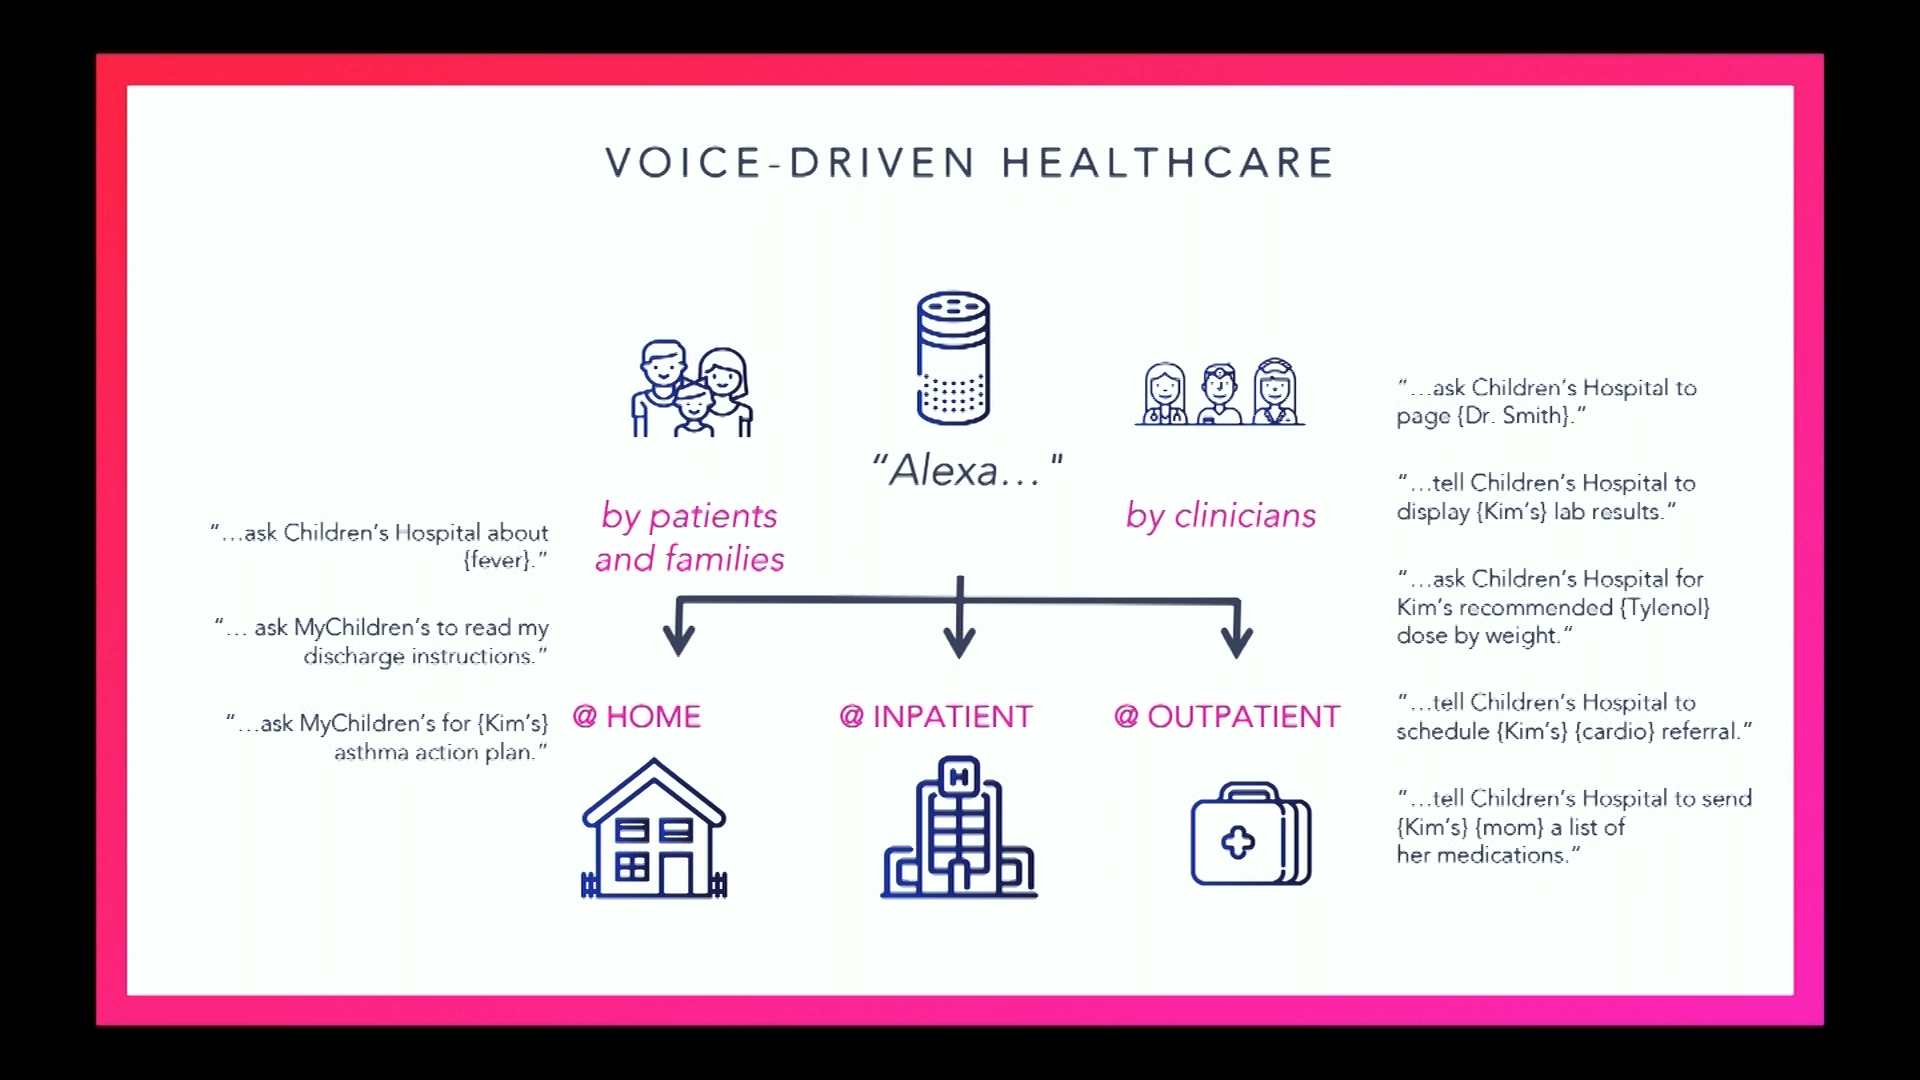 VOICE-DRIVEN HEALTHCARE
“Alexa…"
by patients
and families
by clinicians
“…ask Children’s Hospital about
{fever}.”
“… ask MyChildren’s to read my
discharge instructions.”
“…ask MyChildren’s for {Kim’s}
asthma action plan.”
@ HOME
@ INPATIENT
@ OUTPATIENT
H
“…ask Children’s Hospital to
page {Dr. Smith}.”
“…tell Children’s Hospital to
display {Kim’s} lab results.”
“…ask Children’s Hospital for
Kim’s recommended {Tylenol}
dose by weight.”
“…tell Children’s Hospital to
schedule {Kim’s} {cardio} referral.”
“…tell Children’s Hospital to send
{Kim’s} {mom} a list of
her medications.”